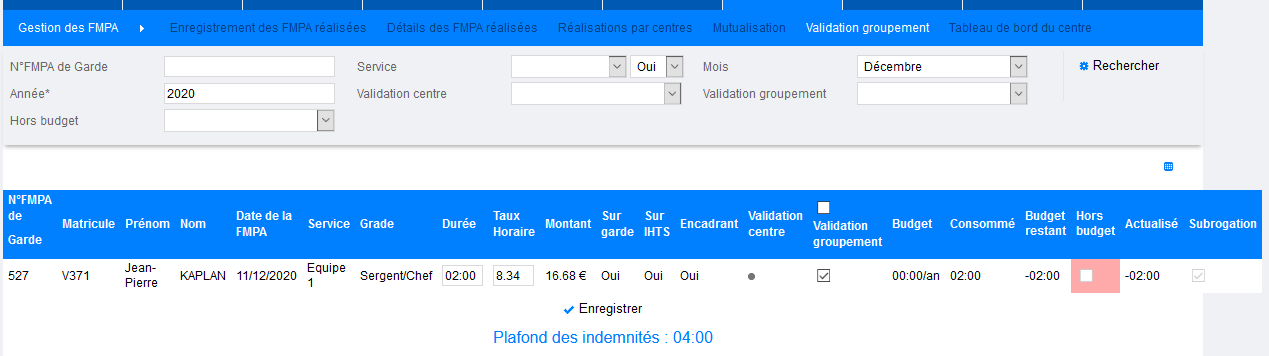 Gestion des FMPA Enregistrement des FMPA réalisées Détails des FMPA réalisées Réalisations par centres Mutualisation Validation groupement Tableau de bord du centre
N°FMPA de Garde Service Oui Mois Décembre Rechercher
Année* 2020 Validation centre Validation groupement
Hors budget
N°FMPA de Garde Matricule Prénom Nom Date de la FMPA Service Grade Durée Taux Horaire Montant Sur garde Sur IHTS Encadrant Validation centre Validation groupement Budget Consommé Budget restant Hors budget Actualisé Subrogation
527 V371 Jean-Pierre KAPLAN 11/12/2020 Equipe 1 Sergent/Chef 02:00 8.34 16.68 € Oui Oui Oui 00:00/an 02:00 -02:00 -02:00
Enregistrer
Plafond des indemnités : 04:00